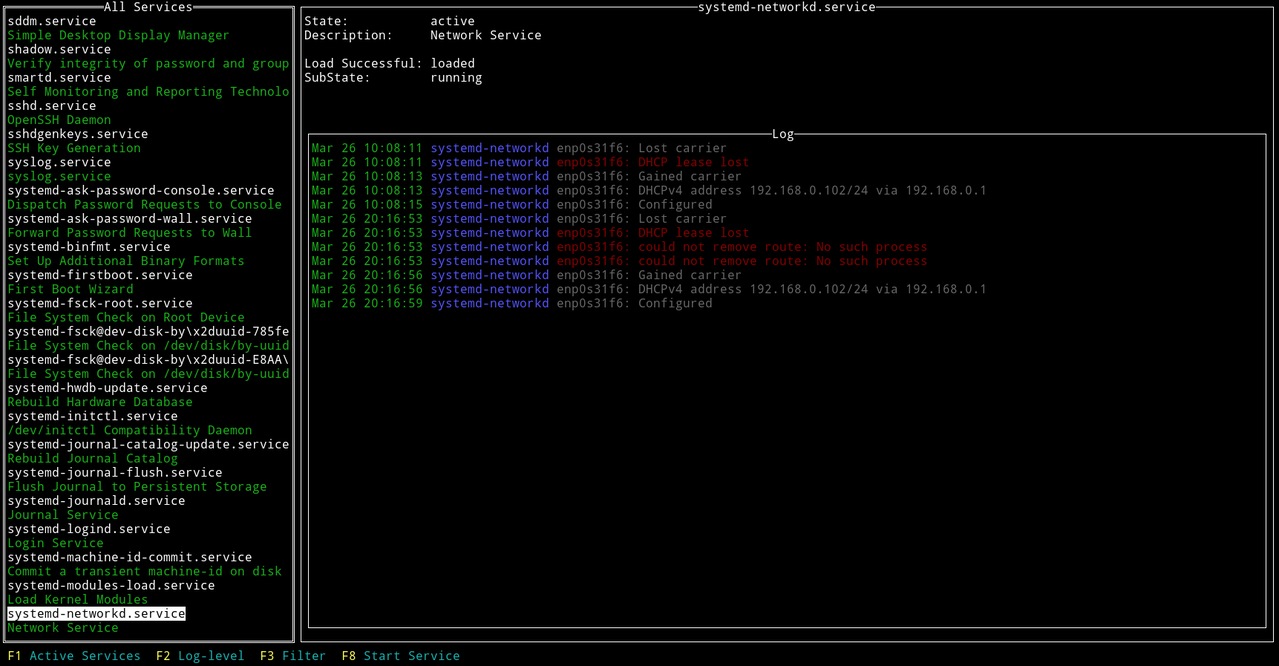 All Services
sddm.service
Simple Desktop Display Manager
shadow.service
Verify integrity of password and group
smartd.service
Self Monitoring and Reporting Technolo
sshd.service
OpenSSH Daemon
sshdgenkeys.service
SSH Key Generation
syslog.service
syslog.service
systemd-ask-password-console.service
Dispatch Password Requests to Console
systemd-ask-password-wall.service
Forward Password Requests to Wall
systemd-binfmt.service
Set Up Additional Binary Formats
systemd-firstboot.service
First Boot Wizard
systemd-fsck-root.service
File System Check on Root Device
systemd-fsck@dev-disk-by\x2duuid-785fe
File System Check on /dev/disk/by-uuid
systemd-fsck@dev-disk-by\x2duuid-E8AA\
File System Check on /dev/disk/by-uuid
systemd-hwdb-update.service
Rebuild Hardware Database
systemd-initctl.service
/dev/initctl Compatibility Daemon
systemd-journal-catalog-update.service
Rebuild Journal Catalog
systemd-journal-flush.service
Flush Journal to Persistent Storage
systemd-journald.service
Journal Service
systemd-logind.service
Login Service
systemd-machine-id-commit.service
Commit a transient machine-id on disk
systemd-modules-load.service
Load Kernel Modules
systemd-networkd.service
Network Service
systemd-networkd.service
State: active
Description: Network Service
Load Successful: loaded
SubState: running
Log
Mar 26 10:08:11 systemd-networkd enp0s31f6: Lost carrier
Mar 26 10:08:11 systemd-networkd enp0s31f6: DHCP lease lost
Mar 26 10:08:13 systemd-networkd enp0s31f6: Gained carrier
Mar 26 10:08:13 systemd-networkd enp0s31f6: DHCPv4 address 192.168.0.102/24 via 192.168.0.1
Mar 26 10:08:15 systemd-networkd enp0s31f6: Configured
Mar 26 20:16:53 systemd-networkd enp0s31f6: Lost carrier
Mar 26 20:16:53 systemd-networkd enp0s31f6: DHCP lease lost
Mar 26 20:16:53 systemd-networkd enp0s31f6: could not remove route: No such process
Mar 26 20:16:53 systemd-networkd enp0s31f6: could not remove route: No such process
Mar 26 20:16:56 systemd-networkd enp0s31f6: Gained carrier
Mar 26 20:16:56 systemd-networkd enp0s31f6: DHCPv4 address 192.168.0.102/24 via 192.168.0.1
Mar 26 20:16:59 systemd-networkd enp0s31f6: Configured
F1 Active Services F2 Log-level F3 Filter F8 Start Service